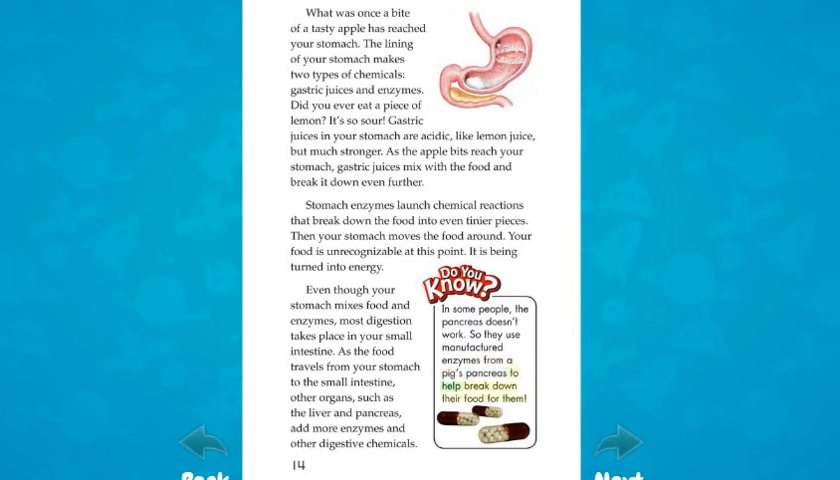 What was once a bite
of a tasty apple has reached
your stomach. The lining
of your stomach makes
two types of chemicals:
gastric juices and enzymes.
Did you ever eat a piece of
lemon? It's so sour! Gastric
juices in your stomach are acidic, like lemon juice,
but much stronger. As the apple bits reach your
stomach, gastric juices mix with the food and
break it down even further.
Stomach enzymes launch chemical reactions
that break down the food into even tinier pieces.
Then your stomach moves the food around. Your
food is unrecognizable at this point. It is being
turned into energy.
Even though your
stomach mixes food and
enzymes, most digestion
takes place in your small
intestine. As the food
travels from your stomach
to the small intestine,
other organs, such as
the liver and pancreas,
add more enzymes and
other digestive chemicals.
Do You
Know?
In some people, the
pancreas doesn't
work. So they use
manufactured
enzymes from a
pig's pancreas to
help break down
their food for them!
14
Back
Next